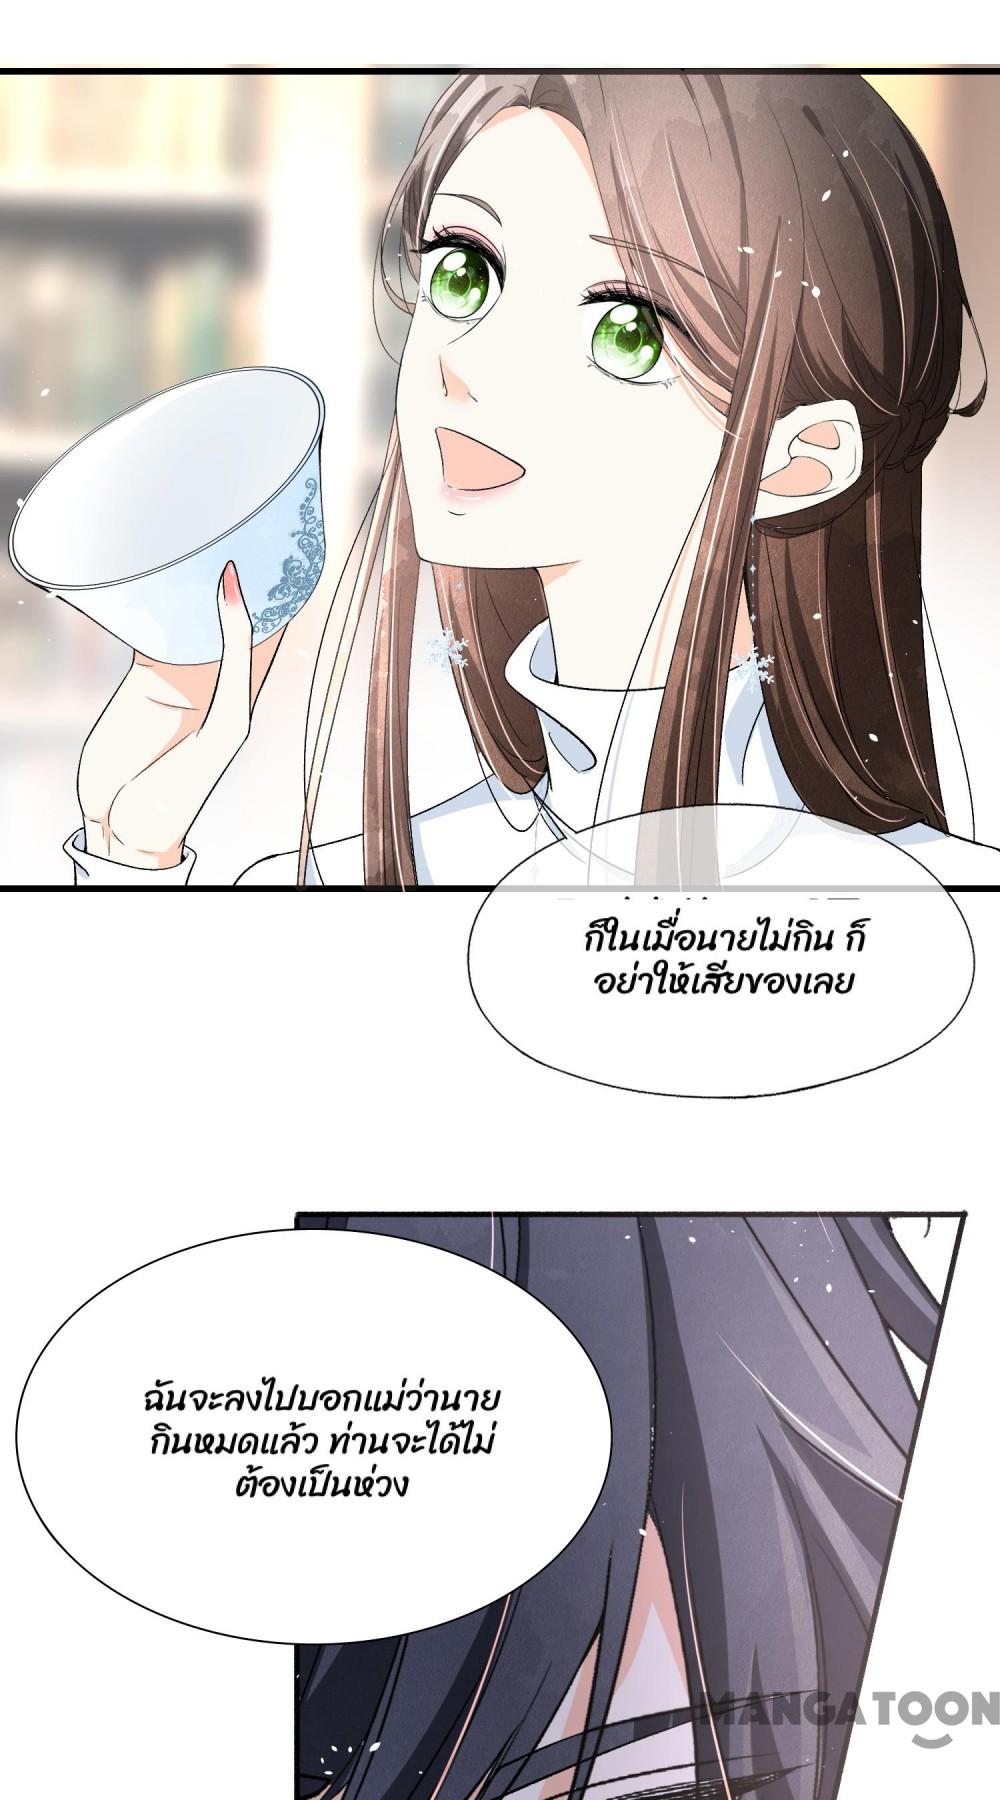 ก็ในเมื่อนายไม่กิน ก็
อย่าให้เสียของเลย
ฉันจะลงไปบอกแม่ว่านาย
กินหมดแล้ว ท่านจะได้ไม่
ต้องเป็นห่วง
MANGATOON